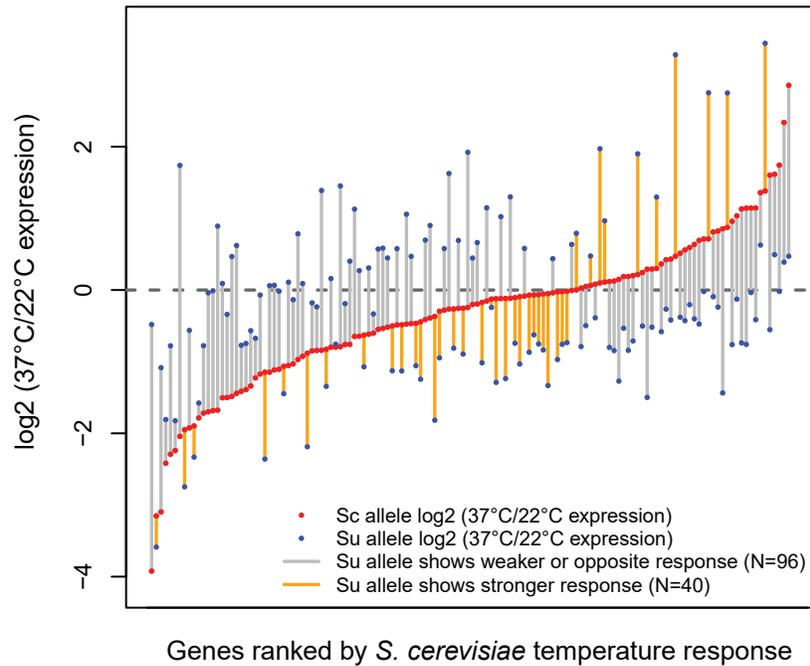 log2 (37°C/22°C expression)
2
0
−2
−4
Sc allele log2 (37°C/22°C expression)
Su allele log2 (37°C/22°C expression)
Su allele shows weaker or opposite response (N=96)
Su allele shows stronger response (N=40)
Genes ranked by S. cerevisiae temperature response